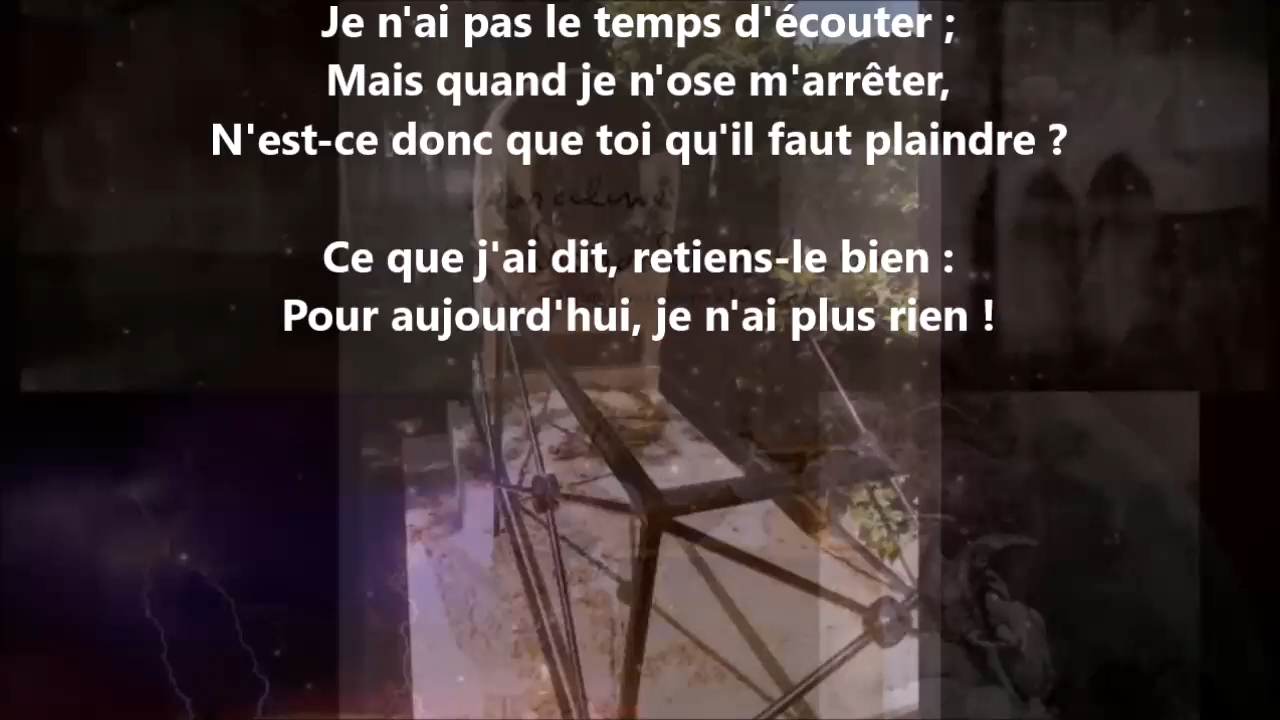 Je n'ai pas le temps d'écouter ;
Mais quand je n'ose m'arrêter,
N'est-ce donc que toi qu'il faut plaindre ?
Ce que j'ai dit, retiens-le bien :
Pour aujourd'hui, je n'ai plus rien !
Marceline